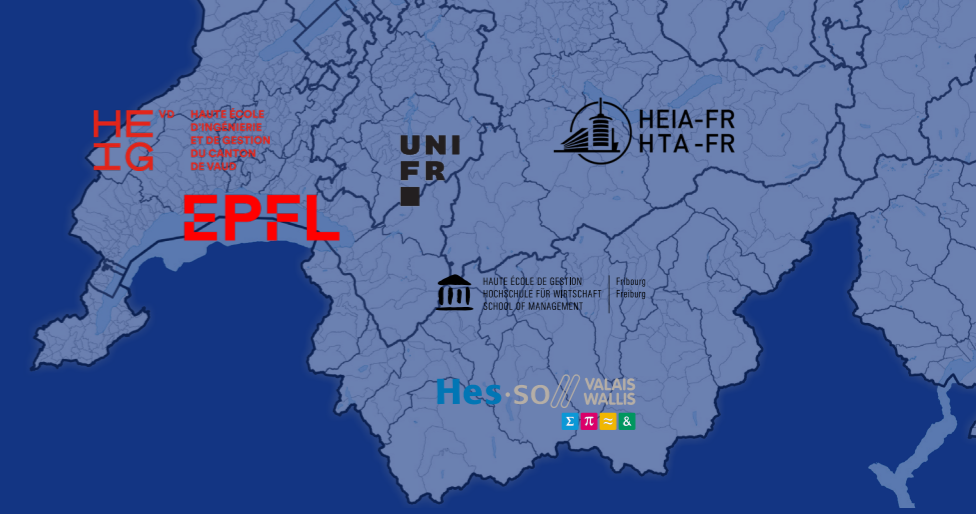 HE VD
IG
HAUTE ÉCOLE
D'INGÉNIERIE
ET DE GESTION
DU CANTON
DE VAUD
EPFL
UNI
FR
HEIA-FR
HTA-FR
HAUTE ÉCOLE DE GESTION
HOCHSCHULE FÜR WIRTSCHAFT
SCHOOL OF MANAGEMENT
Fribourg
Freiburg
Hes·so// VALAIS
WALLIS
Σ π ≈ &